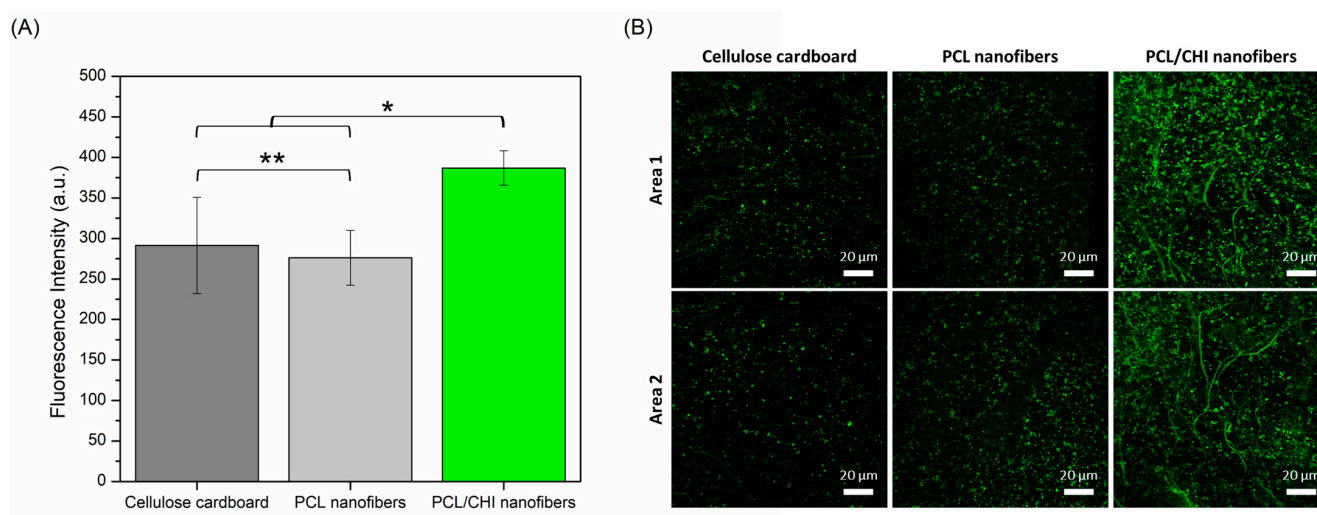 (A)
Fluorescence Intensity (a.u.)
500
450
400
350
300
250
200
150
100
50
0
*
**
Cellulose cardboard PCL nanofibers PCL/CHI nanofibers
(B)
Cellulose cardboard PCL nanofibers PCL/CHI nanofibers
Area 1
20 µm 20 µm 20 µm
Area 2
20 µm 20 µm 20 µm